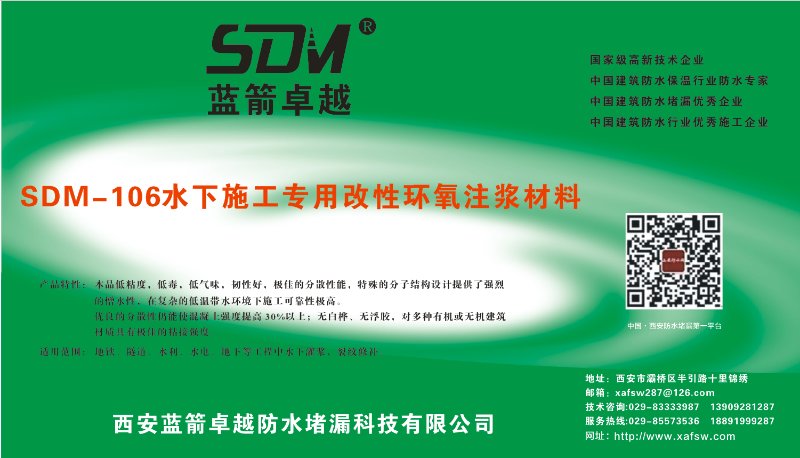 SDM®
蓝箭卓越
国家级高新技术企业
中国建筑防水保温行业防水专家
中国建筑防水堵漏优秀企业
中国建筑防水行业优秀施工企业
SDM-106水下施工专用改性环氧注浆材料
产品特性：本品低粘度，低毒，低气味，韧性好，极佳的分散性能，特殊的分子结构设计提供了强烈
的憎水性，在复杂的低温带水环境下施工可靠性极高。
优良的分散性仍能使混凝土强度提高30%以上；无白桦、无浮胶，对多种有机或无机建筑
材质具有极佳的粘接强度
适用范围：地铁、隧道、水利、水电、地下等工程中水下灌浆、裂纹修补
中国·西安防水堵漏第一平台
西安蓝箭卓越防水堵漏科技有限公司
地址：西安市灞桥区半引路十里锦绣
邮箱：xafsw287@126.com
技术咨询:029-83333987 13909281287
服务热线:029-85573536 18891999287
网址：http://www.xafsw.com